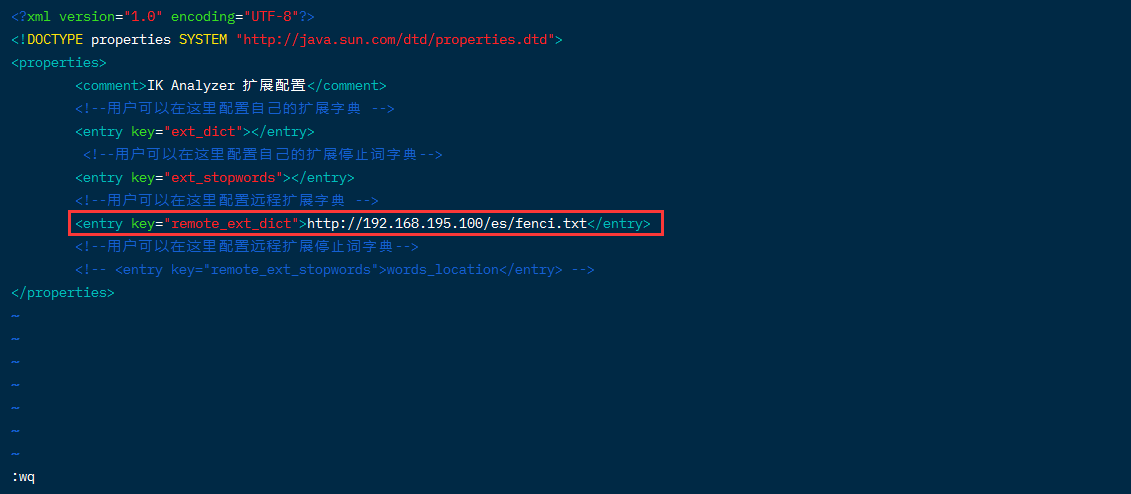 <?xml version="1.0" encoding="UTF-8"?>
<!DOCTYPE properties SYSTEM "http://java.sun.com/dtd/properties.dtd">
<properties>
        <comment>IK Analyzer 扩展配置</comment>
        <!--用户可以在这里配置自己的扩展字典 -->
        <entry key="ext_dict"></entry>
         <!--用户可以在这里配置自己的扩展停止词字典-->
        <entry key="ext_stopwords"></entry>
        <!--用户可以在这里配置远程扩展字典 -->
        <entry key="remote_ext_dict">http://192.168.195.100/es/fenci.txt</entry>
        <!--用户可以在这里配置远程扩展停止词字典-->
        <!-- <entry key="remote_ext_stopwords">words_location</entry> -->
</properties>
~
~
~
~
~
~
~
:wq